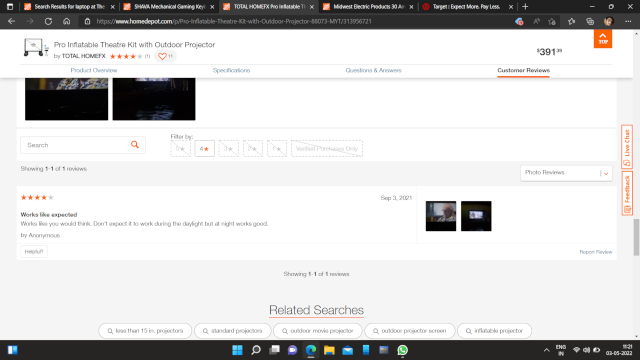 Search Results for laptop at The
SHAVA Mechanical Gaming Key
TOTAL HOMEFX Pro Inflatable T
Midwest Electric Products 30 Am
Target : Expect More. Pay Less.
https://www.homedepot.com/p/Pro-Inflatable-Theatre-Kit-with-Outdoor-Projector-88073-MYT/313956721
Pro Inflatable Theatre Kit with Outdoor Projector
by TOTAL HOMEFX (1) 11
$391.39
TOP
Product Overview
Specifications
Questions & Answers
Customer Reviews
Search
Filter by:
5★ 4★ 3★ 2★ 1★ Verified Purchases Only
Showing 1-1 of 1 reviews
Photo Reviews
Live Chat
Feedback
Sep 3, 2021
Works like expected
Works like you would think. Don't expect it to work during the daylight but at night works good.
by Anonymous
Helpful?
Report Review
Showing 1-1 of 1 reviews
Related Searches
less than 15 in. projectors
standard projectors
outdoor movie projector
outdoor projector screen
inflatable projector
ENG
IN
11:21
03-05-2022